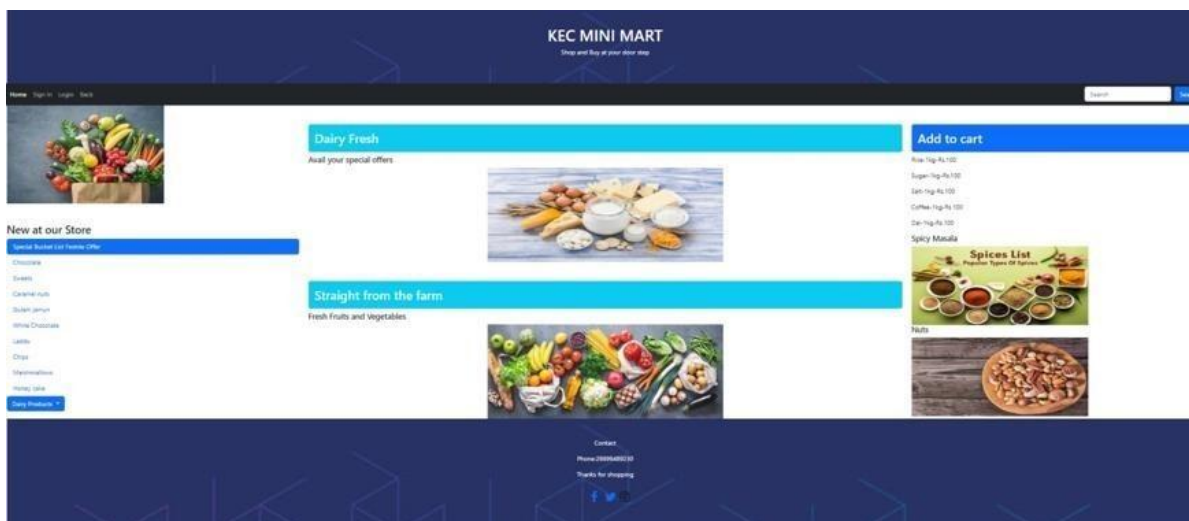 KEC MINI MART
Shop and Buy at your door step
Home Sign In Login Back
Search
Dairy Fresh
Avail your special offers
Straight from the farm
Fresh Fruits and Vegetables
New at our Store
Special Bucket List Festive Offer
Chocolate
Sweets
Caramel nuts
Gulab jamun
White Chocolate
Laddu
Chips
Marshmallows
Honey cake
Dairy Products
Add to cart
Rice-1kg-Rs.100
Sugar-1kg-Rs.100
Salt-1kg-Rs.100
Coffee-1kg-Rs.100
Dal-1kg-Rs.100
Spicy Masala
Spices List
Popular Types Of Spices
Nuts
Contact
Thanks for shopping